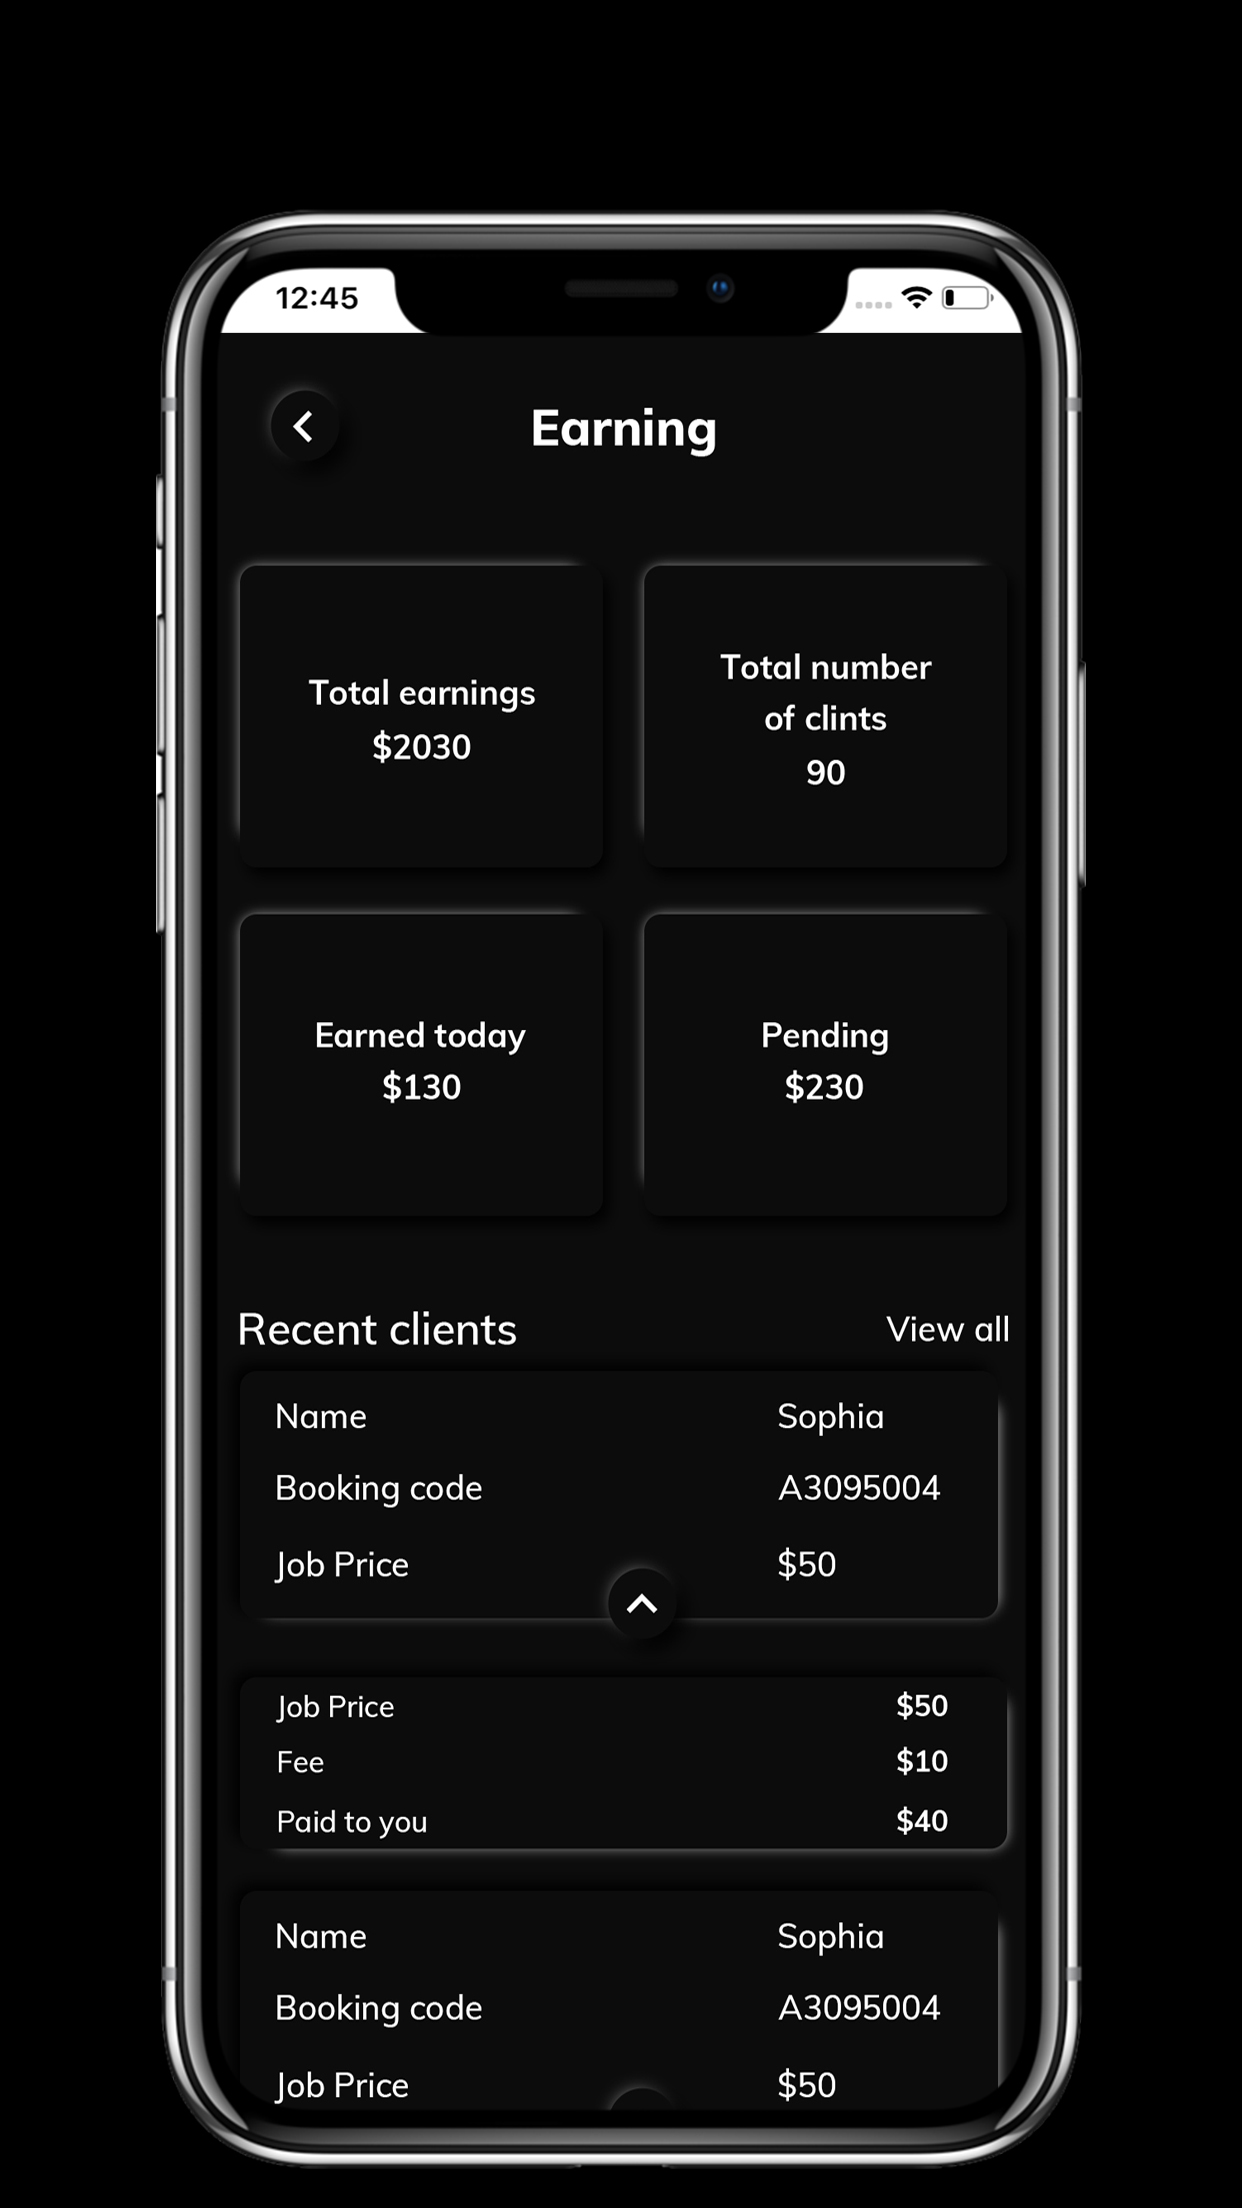 12:45
Earning
Total earnings
$2030
Total number
of clints
90
Earned today
$130
Pending
$230
Recent clients View all
Name Sophia
Booking code A3095004
Job Price $50
Job Price $50
Fee $10
Paid to you $40
Name Sophia
Booking code A3095004
Job Price $50